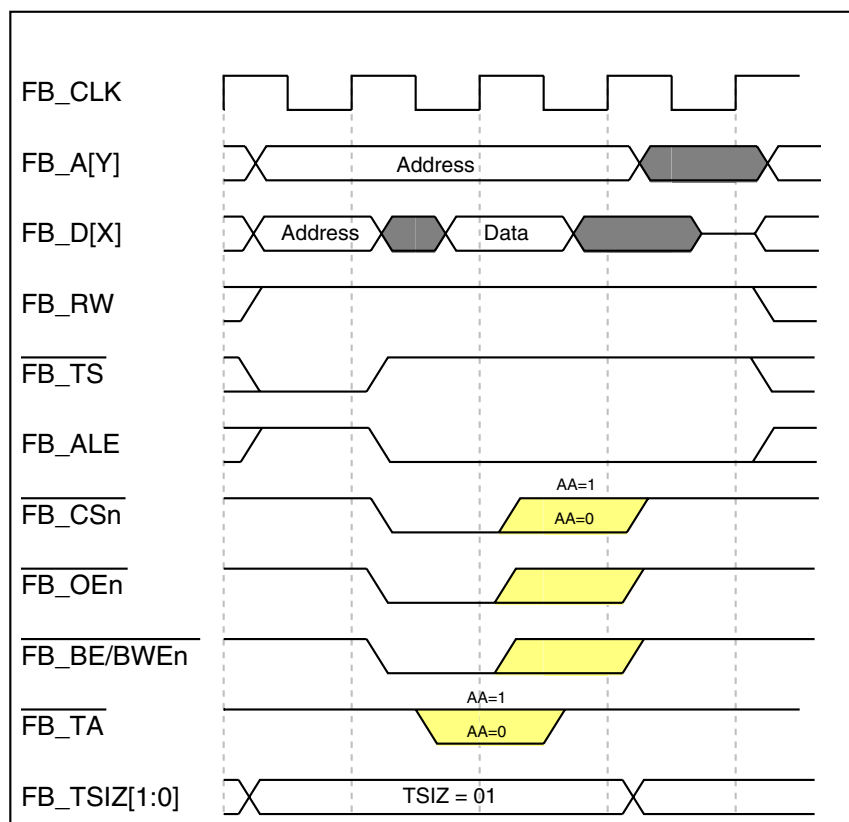 FB_CLK
FB_A[Y]
Address
FB_D[X]
Address
Data
FB_RW
FB_TS
FB_ALE
AA=1
FB_CSn
AA=0
FB_OEn
FB_BE/BWEn
AA=1
FB_TA
AA=0
FB_TSIZ[1:0]
TSIZ = 01